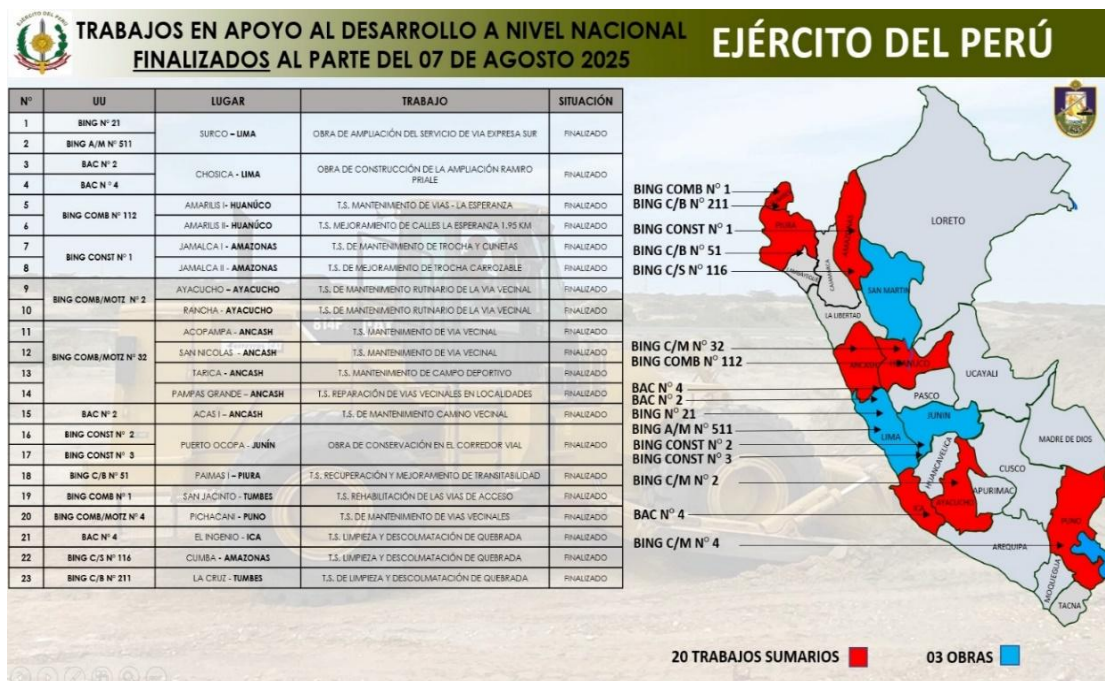 EJÉRCITO DEL PERÚ
TRABAJOS EN APOYO AL DESARROLLO A NIVEL NACIONAL
FINALIZADOS AL PARTE DEL 07 DE AGOSTO 2025
EJÉRCITO DEL PERÚ
N° UU LUGAR TRABAJO SITUACIÓN
1 BING N° 21 SURCO – LIMA OBRA DE AMPLIACIÓN DEL SERVICIO DE VIA EXPRESA SUR FINALIZADO
2 BING A/M N° 511 FINALIZADO
3 BAC N° 2 CHOSICA - LIMA OBRA DE CONSTRUCCIÓN DE LA AMPLIACIÓN RAMIRO PRIALE FINALIZADO
4 BAC N ° 4 FINALIZADO
5 BING COMB N° 112 AMARILIS I- HUANÚCO T.S. MANTENIMIENTO DE VIAS - LA ESPERANZA FINALIZADO
6 AMARILIS II- HUANÚCO T.S. MEJORAMIENTO DE CALLES LA ESPERANZA 1.95 KM FINALIZADO
7 BING CONST N° 1 JAMALCA I - AMAZONAS T.S. DE MANTENIMIENTO DE TROCHA Y CUNETAS FINALIZADO
8 JAMALCA II - AMAZONAS T.S. DE MEJORAMIENTO DE TROCHA CARROZABLE FINALIZADO
9 BING COMB/MOTZ N° 2 AYACUCHO – AYACUCHO T.S. DE MANTENIMIENTO RUTINARIO DE LA VIA VECINAL FINALIZADO
10 RANCHA - AYACUCHO T.S. DE MANTENIMIENTO RUTINARIO DE LA VIA VECINAL FINALIZADO
11 BING COMB/MOTZ N° 32 ACOPAMPA - ANCASH T.S. MANTENIMIENTO DE VIA VECINAL FINALIZADO
12 SAN NICOLAS - ANCASH T.S. MANTENIMIENTO DE VIA VECINAL FINALIZADO
13 TARICA - ANCASH T.S. MANTENIMIENTO DE CAMPO DEPORTIVO FINALIZADO
14 PAMPAS GRANDE – ANCASH T.S. REPARACIÓN DE VIAS VECINALES EN LOCALIDADES FINALIZADO
15 BAC N° 2 ACAS I – ANCASH T.S. DE MANTENIMIENTO CAMINO VECINAL FINALIZADO
16 BING CONST N° 2 PUERTO OCOPA - JUNÍN OBRA DE CONSERVACIÓN EN EL CORREDOR VIAL FINALIZADO
17 BING CONST N° 3 FINALIZADO
18 BING C/B N° 51 PAIMAS I – PIURA T.S. RECUPERACIÓN Y MEJORAMIENTO DE TRANSITABILIDAD FINALIZADO
19 BING COMB N° 1 SAN JACINTO - TUMBES T.S. REHABILITACIÓN DE LAS VIAS DE ACCESO FINALIZADO
20 BING COMB/MOTZ N° 4 PICHACANI - PUNO T.S. DE MANTENIMIENTO DE VIAS VECINALES FINALIZADO
21 BAC N° 4 EL INGENIO - ICA T.S. LIMPIEZA Y DESCOLMATACIÓN DE QUEBRADA FINALIZADO
22 BING C/S N° 116 CUMBA - AMAZONAS T.S. LIMPIEZA Y DESCOLMATACIÓN DE QUEBRADA FINALIZADO
23 BING C/B N° 211 LA CRUZ - TUMBES T.S. DE LIMPIEZA Y DESCOLMATACIÓN DE QUEBRADA FINALIZADO
BING COMB N° 1
BING C/B N° 211
BING CONST N° 1
BING C/B N° 51
BING C/S N° 116
BING C/M N° 32
BING COMB N° 112
BAC N° 4
BAC N° 2
BING N° 21
BING A/M N° 511
BING CONST N° 2
BING CONST N° 3
BING C/M N° 2
BAC N° 4
BING C/M N° 4
LORETO
PIURA
AMAZONAS
LAMBAYEQUE
CAJAMARCA
SAN MARTIN
LA LIBERTAD
ANCASH
HUANUCO
UCAYALI
PASCO
JUNIN
LIMA
MADRE DE DIOS
HUANCAVELICA
CUSCO
ICA
AYACUCHO
APURIMAC
PUNO
AREQUIPA
MOQUEGUA
TACNA
20 TRABAJOS SUMARIOS
03 OBRAS